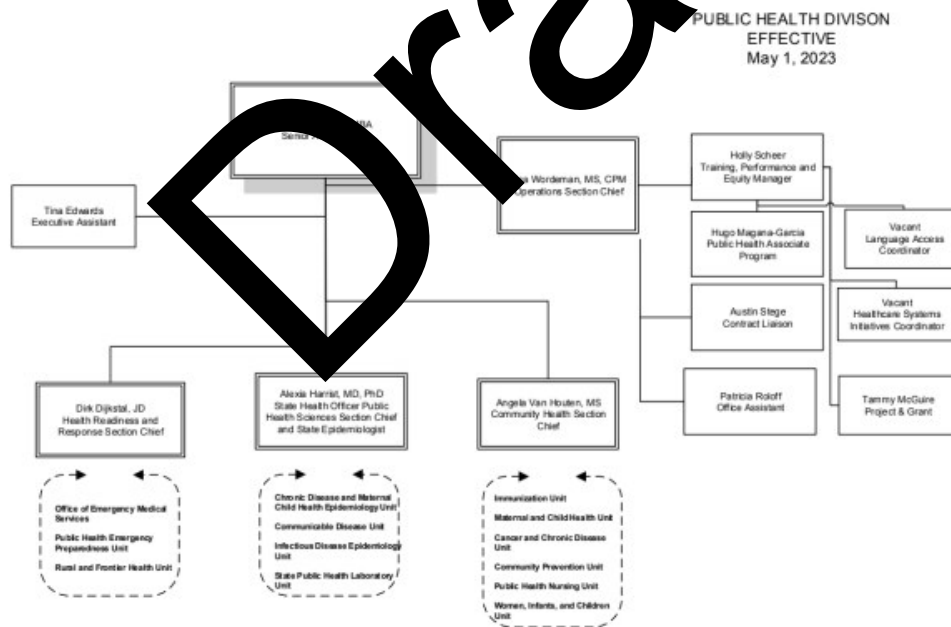 Dra
PUBLIC HEALTH DIVISON
EFFECTIVE
May 1, 2023
Wordeman, MS, CPM
Operations Section Chief
Holly Scheer
Training, Performance and
Equity Manager
Tina Edwards
Executive Assistant
Hugo Magana-Garcia
Public Health Associate
Program
Vacant
Language Access
Coordinator
Austin Stege
Contract Liaison
Vacant
Healthcare Systems
Initiatives Coordinator
Dirk Dijkstal, JD
Health Readiness and
Response Section Chief
Alexia Harrist, MD, PhD
State Health Officer Public
Health Sciences Section Chief
and State Epidemiologist
Angela Van Houten, MS
Community Health Section
Chief
Patricia Roloff
Office Assistant
Tammy McGuire
Project & Grant
Office of Emergency Medical
Services
Public Health Emergency
Preparedness Unit
Rural and Frontier Health Unit
Chronic Disease and Maternal
Child Health Epidemiology Unit
Communicable Disease Unit
Infectious Disease Epidemiology
Unit
State Public Health Laboratory
Unit
Immunization Unit
Maternal and Child Health Unit
Cancer and Chronic Disease
Unit
Community Prevention Unit
Public Health Nursing Unit
Women, Infants, and Children
Unit